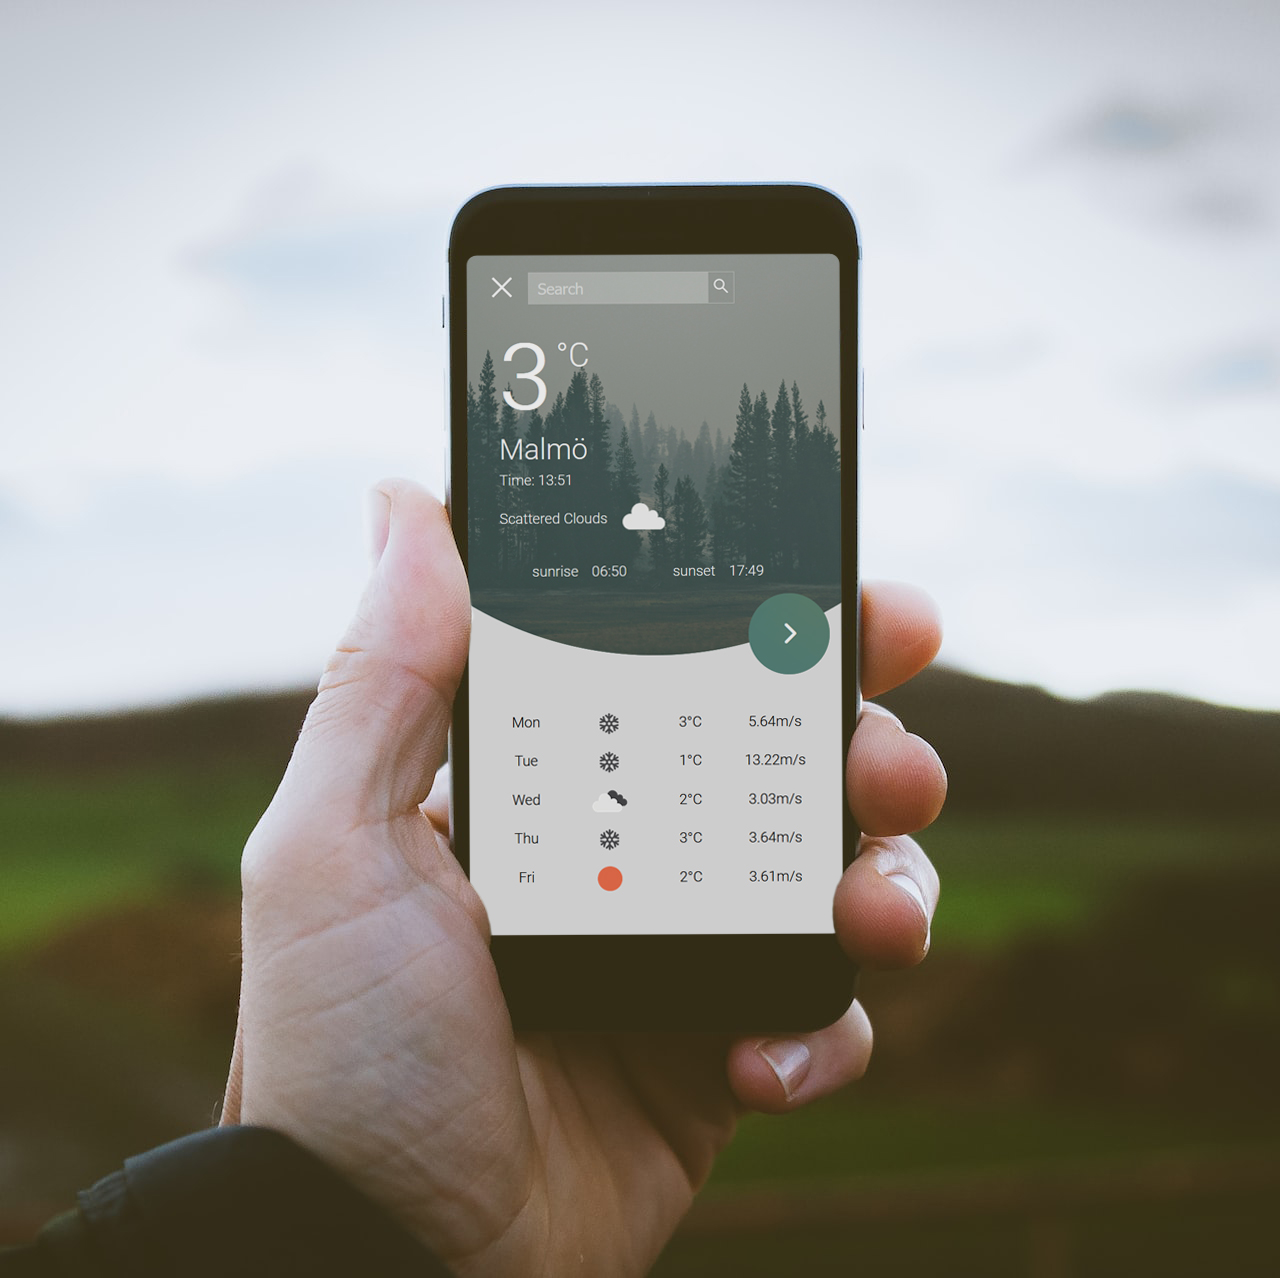 Search
3 °C
Malmö
Time: 13:51
Scattered Clouds
sunrise 06:50 sunset 17:49
Mon 3°C 5.64m/s
Tue 1°C 13.22m/s
Wed 2°C 3.03m/s
Thu 3°C 3.64m/s
Fri 2°C 3.61m/s